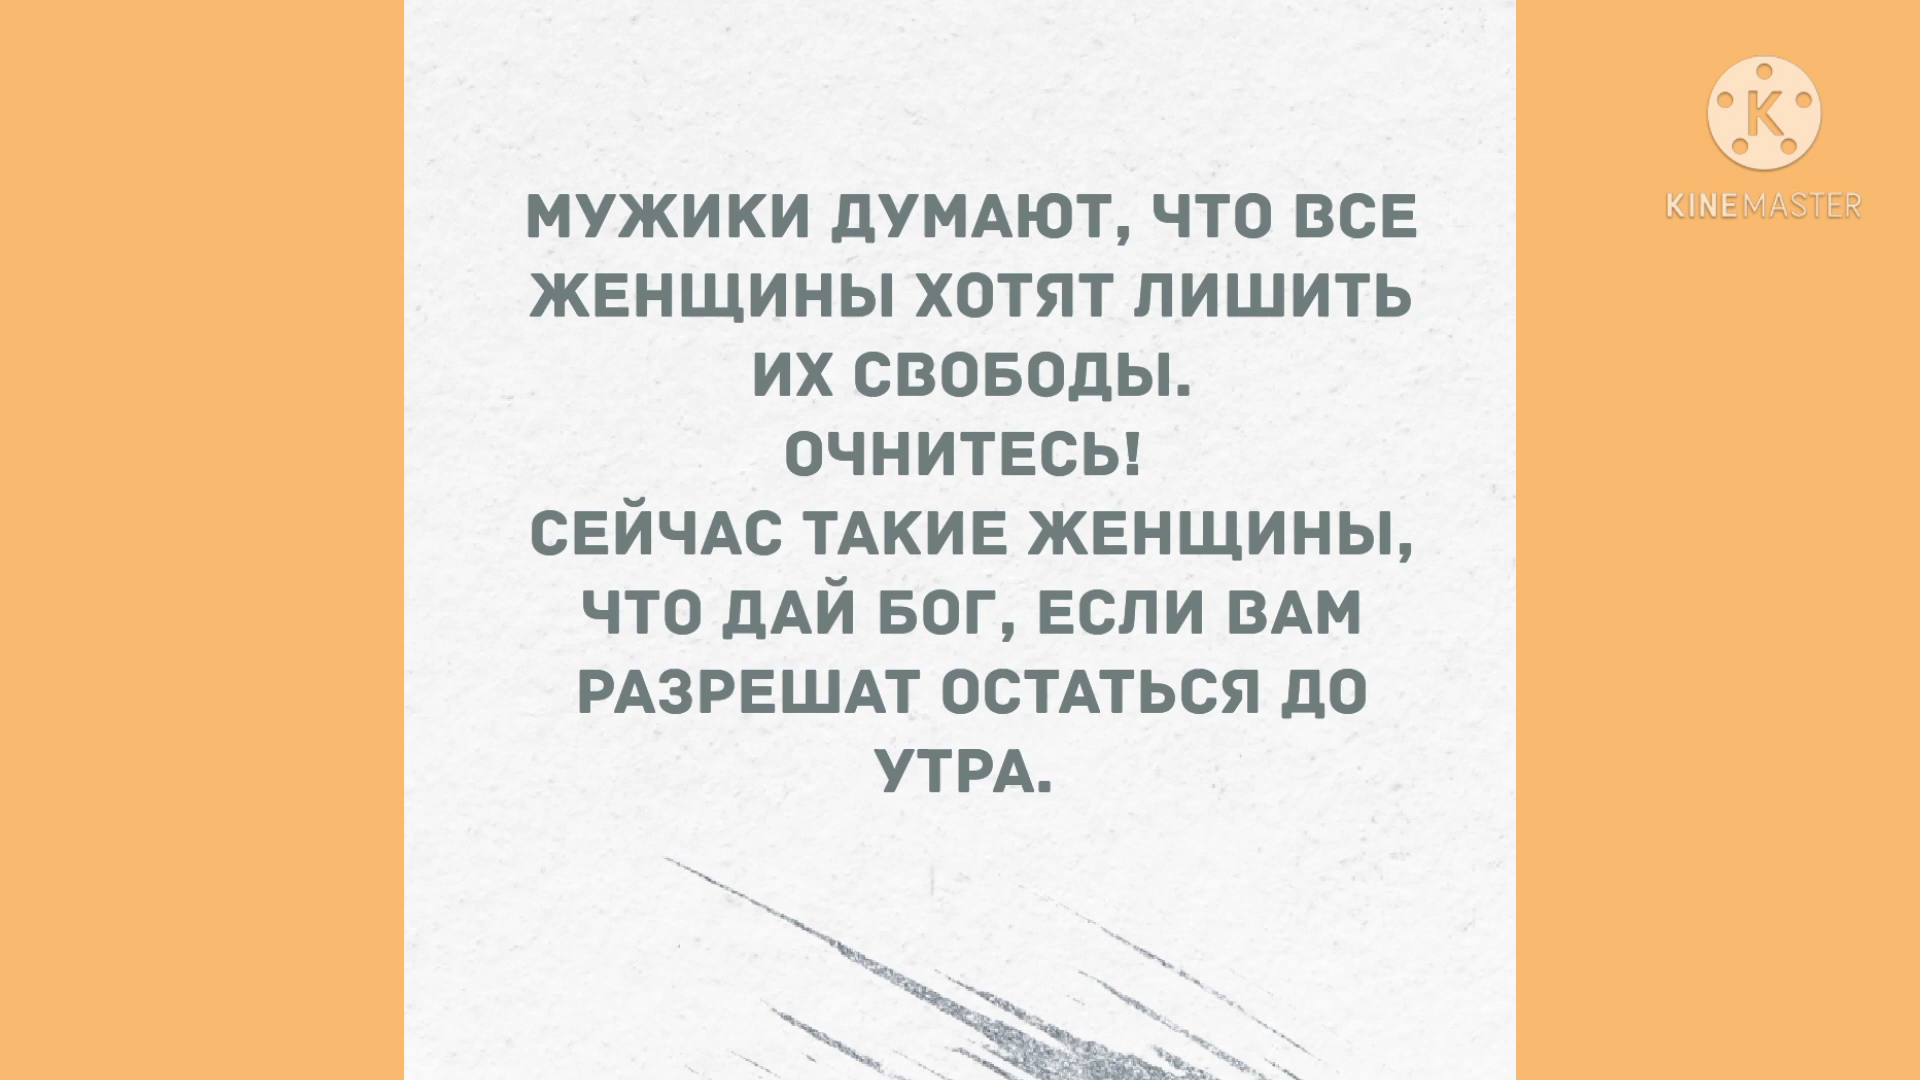 МУЖИКИ ДУМАЮТ, ЧТО ВСЕ
ЖЕНЩИНЫ ХОТЯТ ЛИШИТЬ
ИХ СВОБОДЫ.
ОЧНИТЕСЬ!
СЕЙЧАС ТАКИЕ ЖЕНЩИНЫ,
ЧТО ДАЙ БОГ, ЕСЛИ ВАМ
РАЗРЕШАТ ОСТАТЬСЯ ДО
УТРА.
K
KINEMASTER